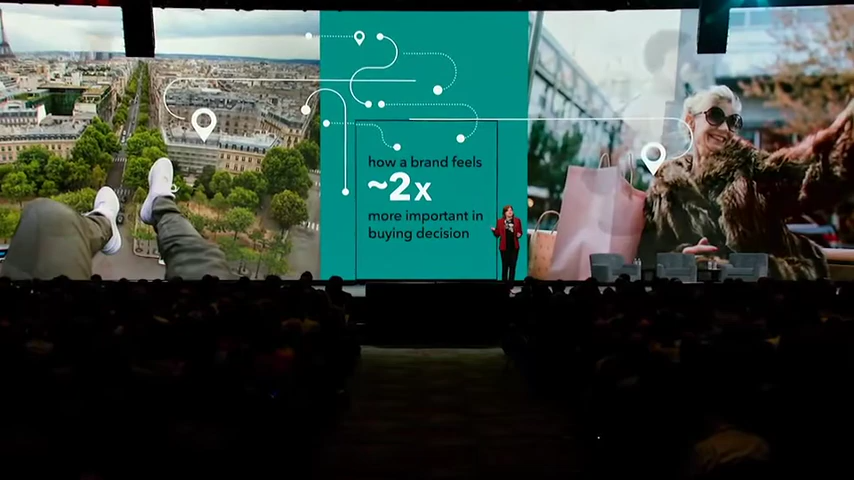 how a brand feels
~2x
more important in
buying decision